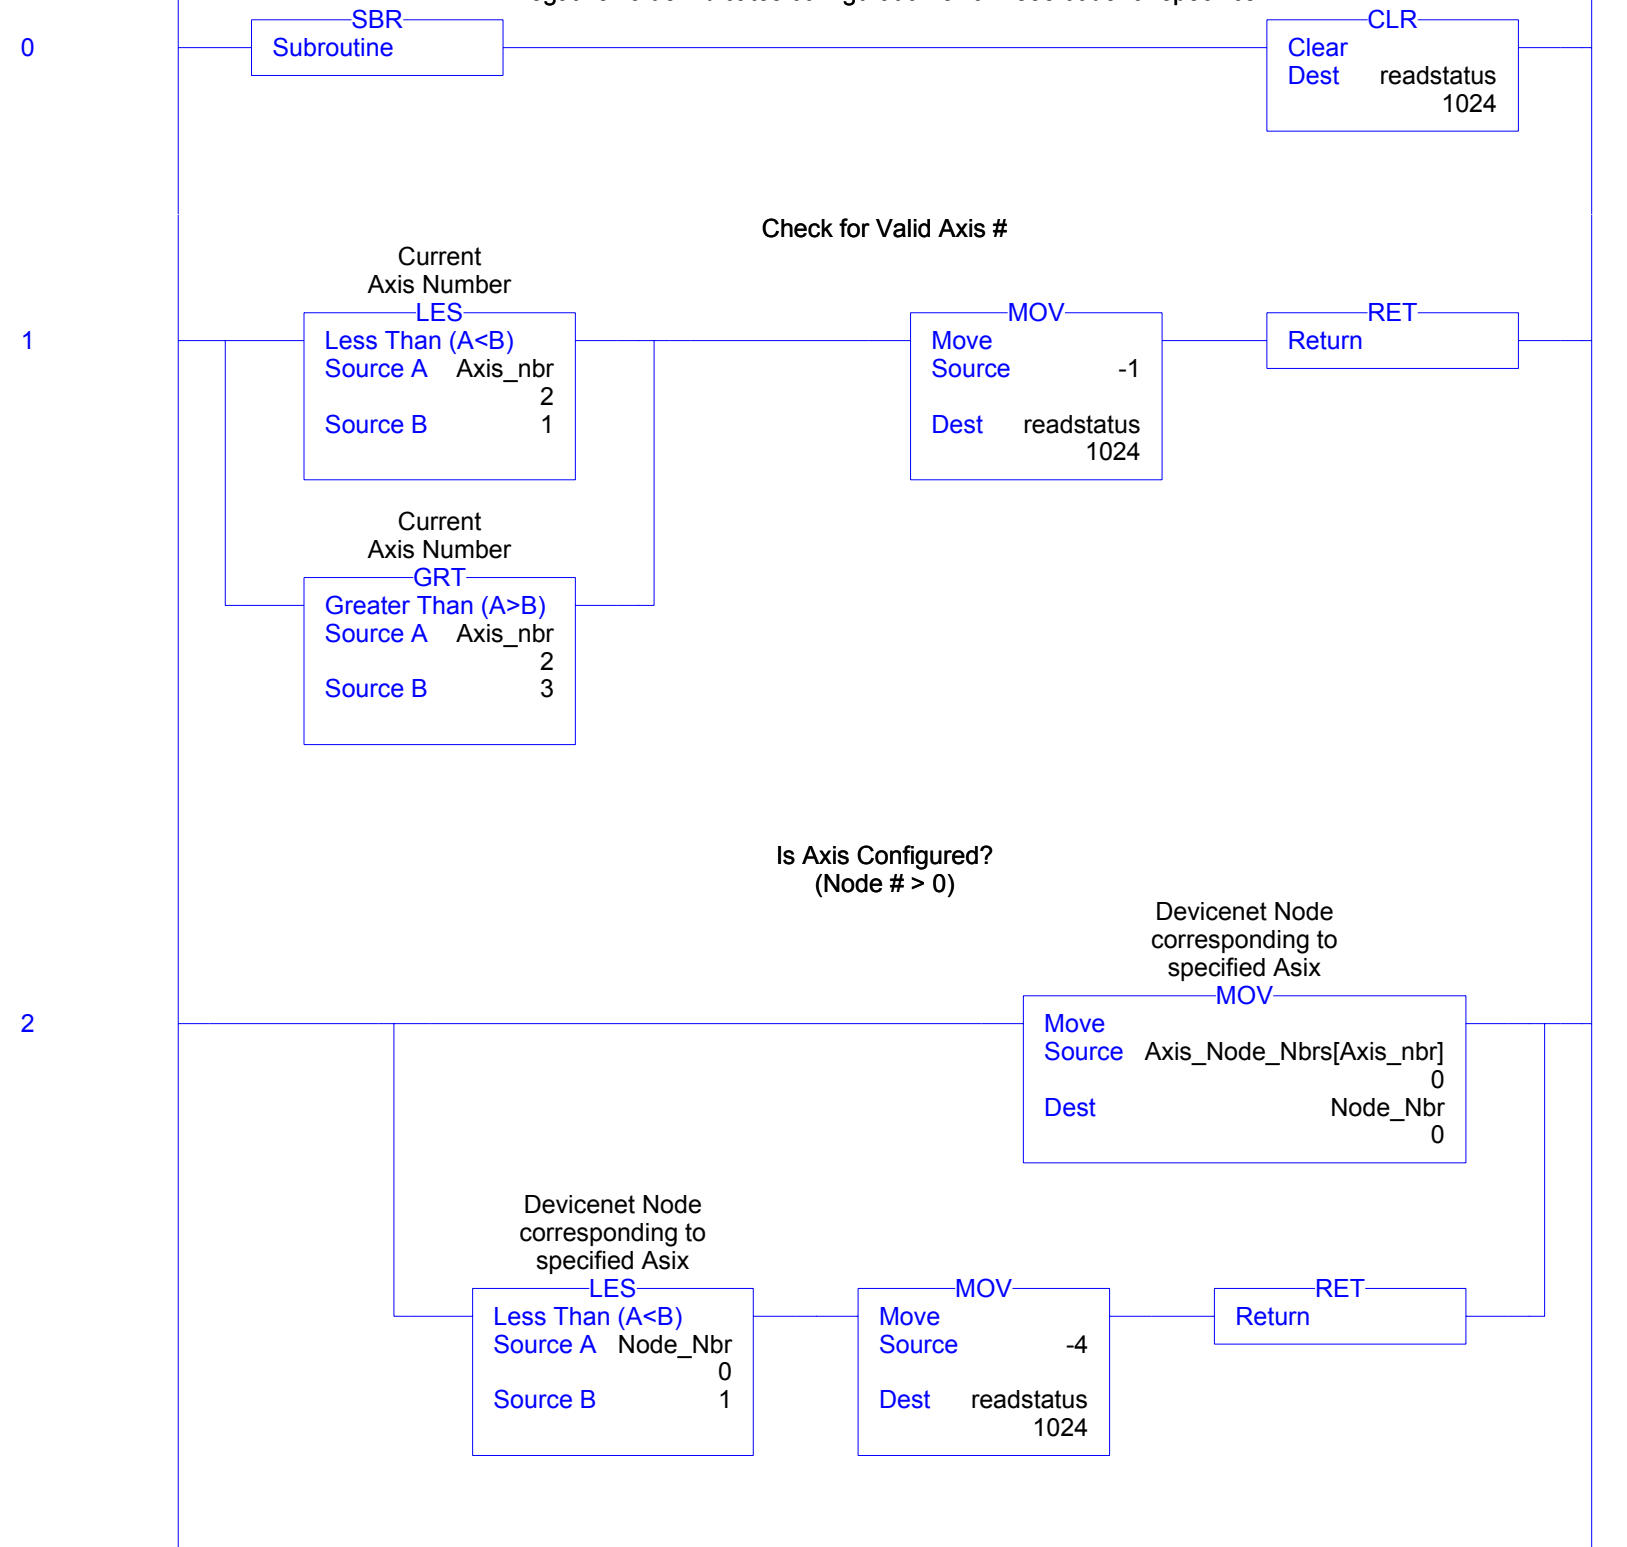 SBR
CLR
0
Subroutine
Clear
Dest readstatus
1024
Check for Valid Axis #
Current
Axis Number
LES
MOV
RET
1
Less Than (A<B)
Move
Return
Source A Axis_nbr
Source -1
2
Source B 1
Dest readstatus
1024
Current
Axis Number
GRT
Greater Than (A>B)
Source A Axis_nbr
2
Source B 3
Is Axis Configured?
(Node # > 0)
Devicenet Node
corresponding to
specified Asix
MOV
2
Move
Source Axis_Node_Nbrs[Axis_nbr]
0
Dest Node_Nbr
0
Devicenet Node
corresponding to
specified Asix
LES
MOV
RET
Less Than (A<B)
Move
Return
Source A Node_Nbr
Source -4
0
Source B 1
Dest readstatus
1024